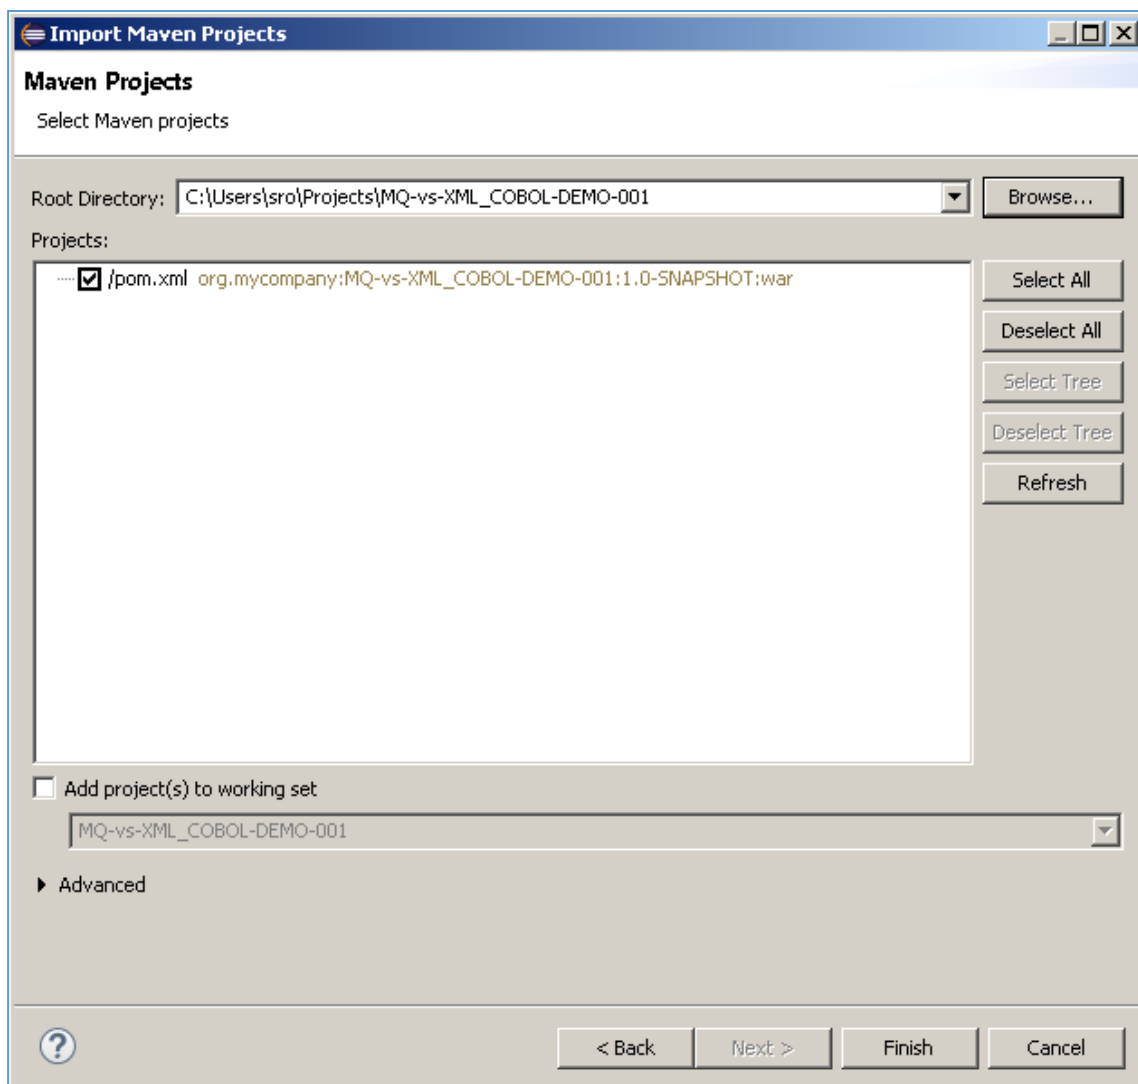 Import Maven Projects
Maven Projects
Select Maven projects
Root Directory: C:\Users\sro\Projects\MQ-vs-XML_COBOL-DEMO-001 Browse...
Projects:
/pom.xml org.mycompany:MQ-vs-XML_COBOL-DEMO-001:1.0-SNAPSHOT:war
Select All
Deselect All
Select Tree
Deselect Tree
Refresh
Add project(s) to working set
MQ-vs-XML_COBOL-DEMO-001
Advanced
? < Back Next > Finish Cancel